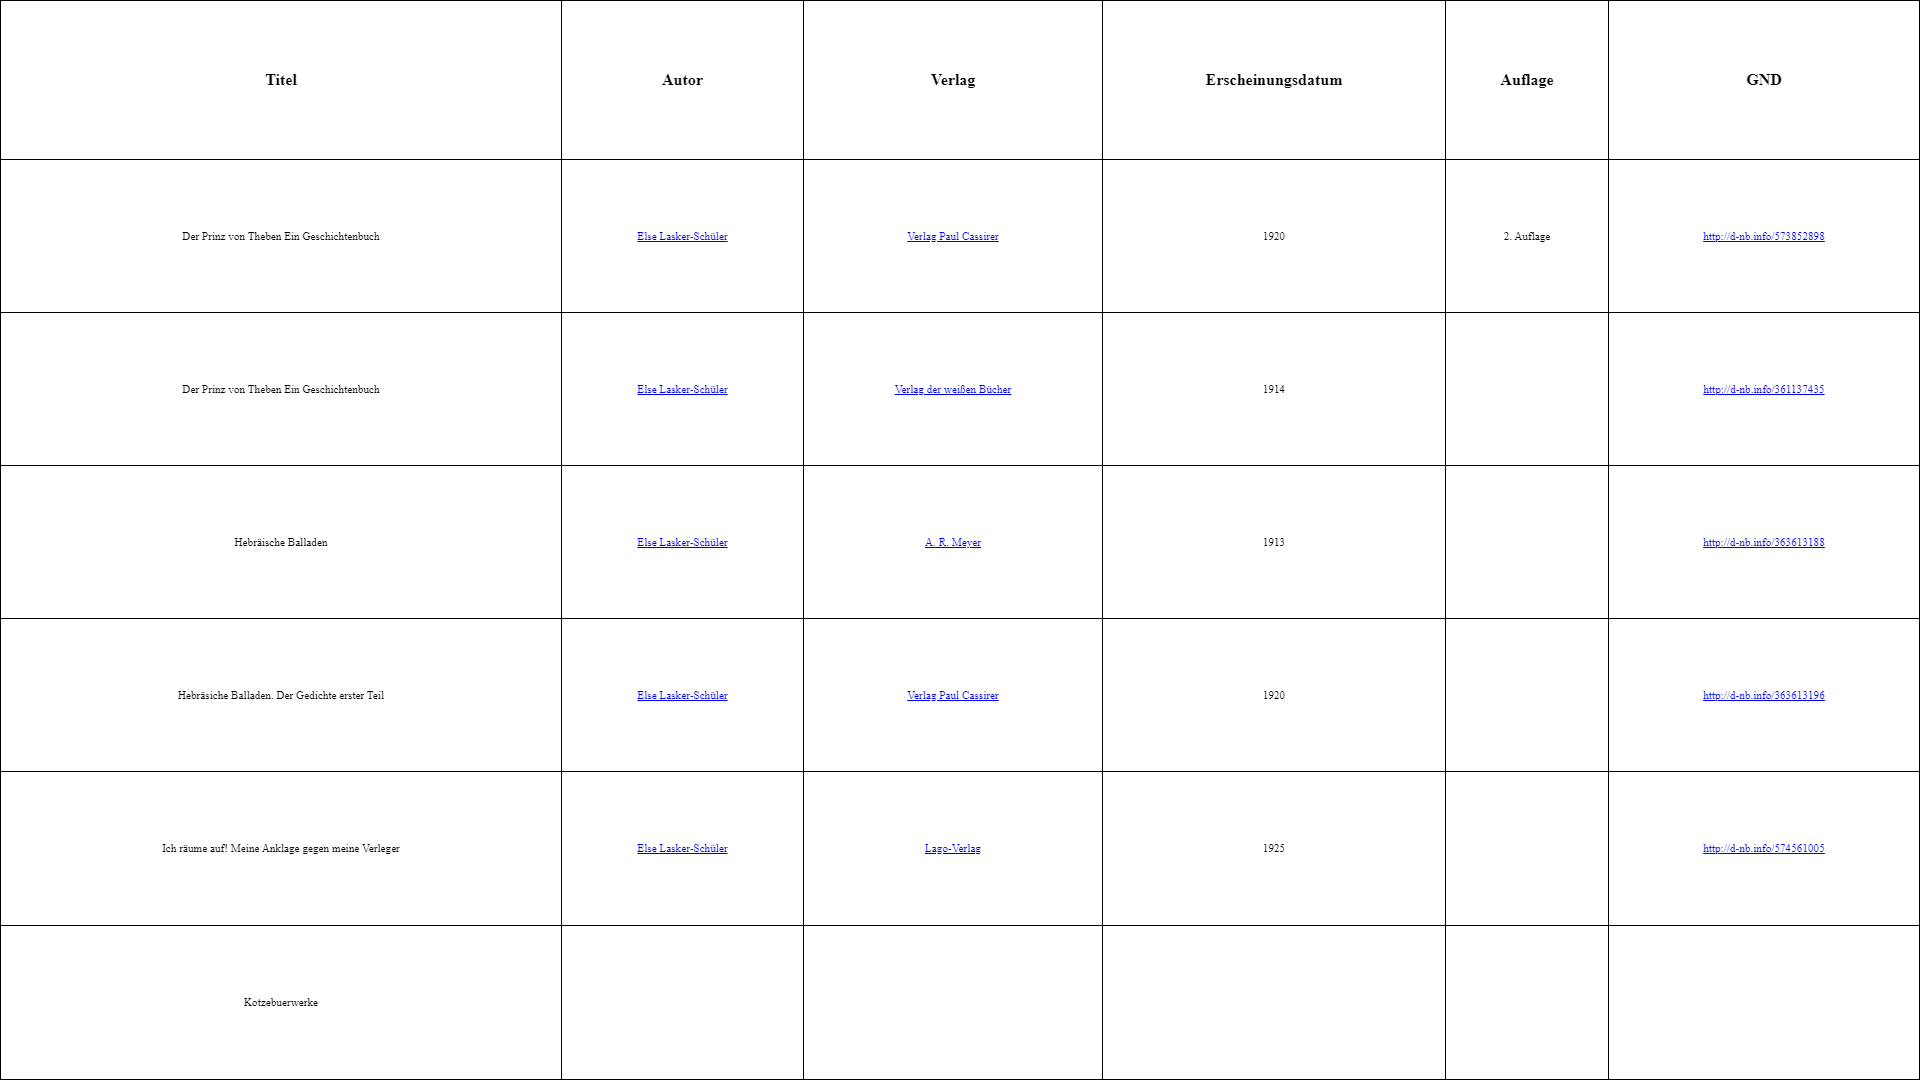 Titel Autor Verlag Erscheinungsdatum Auflage GND
Der Prinz von Theben Ein Geschichtenbuch Else Lasker-Schüler Verlag Paul Cassirer 1920 2. Auflage http://d-nb.info/573852898
Der Prinz von Theben Ein Geschichtenbuch Else Lasker-Schüler Verlag der weißen Bücher 1914 http://d-nb.info/361137435
Hebräische Balladen Else Lasker-Schüler A. R. Meyer 1913 http://d-nb.info/363613188
Hebräsiche Balladen. Der Gedichte erster Teil Else Lasker-Schüler Verlag Paul Cassirer 1920 http://d-nb.info/363613196
Ich räume auf! Meine Anklage gegen meine Verleger Else Lasker-Schüler Lago-Verlag 1925 http://d-nb.info/574561005
Kotzebuerwerke